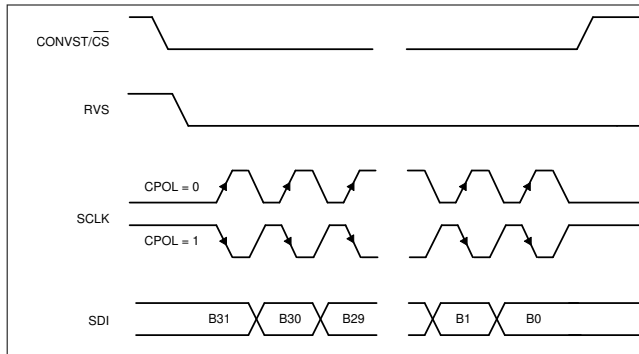 CONVST/CS
RVS
CPOL = 0
SCLK
CPOL = 1
SDI B31 B30 B29 B1 B0